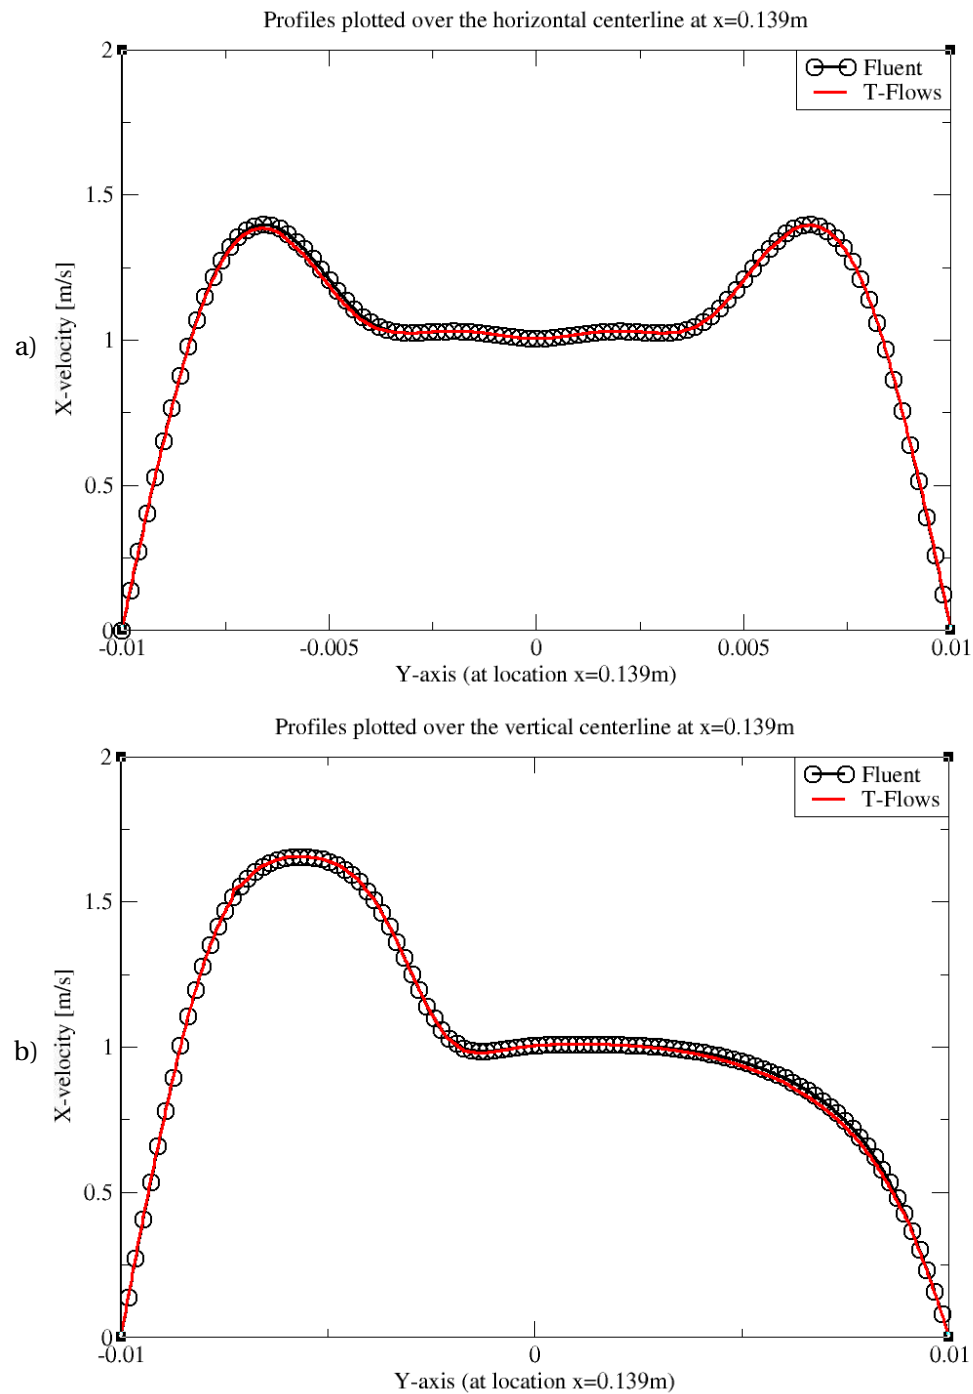 Profiles plotted over the horizontal centerline at x=0.139m
2
Fluent
T-Flows
1.5
X-velocity [m/s]
a)
1
0.5
0
-0.01
-0.005
0
0.005
0.01
Y-axis (at location x=0.139m)
Profiles plotted over the vertical centerline at x=0.139m
2
Fluent
T-Flows
1.5
X-velocity [m/s]
b)
1
0.5
0
-0.01
0
0.01
Y-axis (at location x=0.139m)